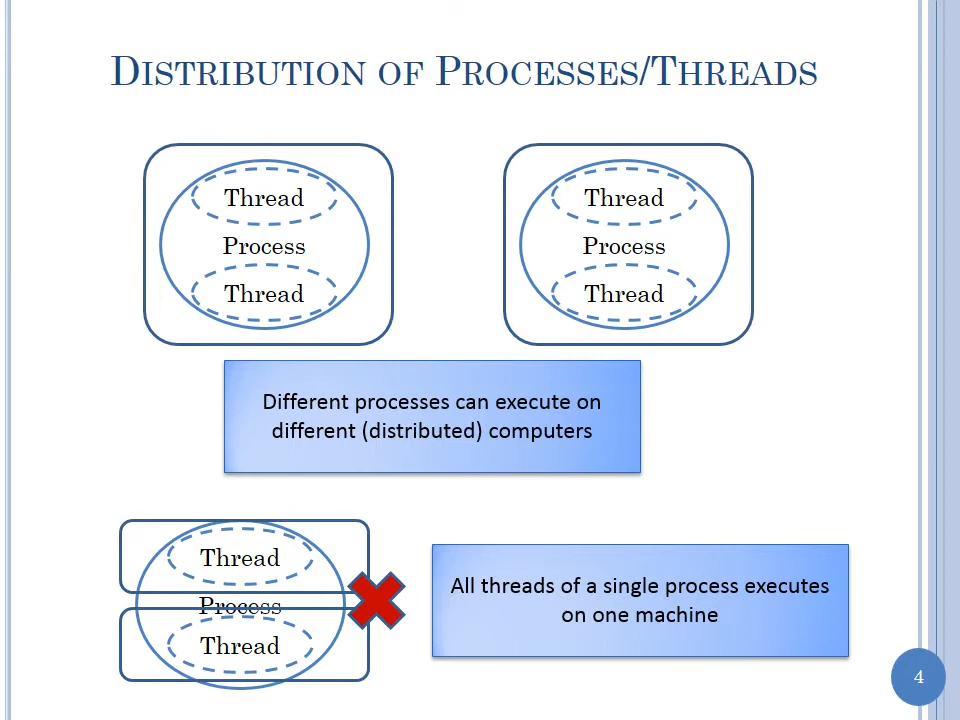 DISTRIBUTION OF PROCESSES/THREADS
Thread
Process
Thread
Thread
Process
Thread
Different processes can execute on
different (distributed) computers
Thread
Process
Thread
All threads of a single process executes
on one machine
4